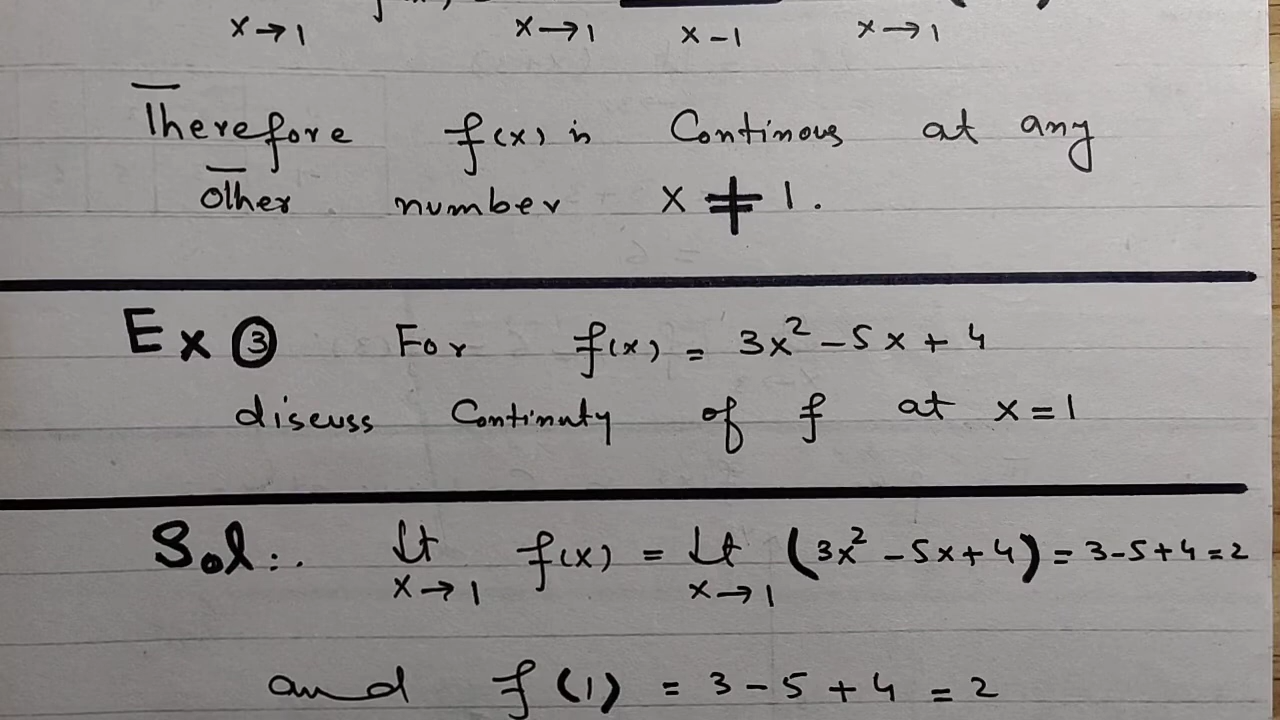 x→1 x→1 x-1 x→1
Therefore f(x) is Continous at any
other number x ≠ 1.
Ex ③ For f(x) = 3x² - 5x + 4
discuss Continuty of f at x = 1
Sol:. Lt f(x) = Lt (3x² - 5x + 4) = 3-5+4 = 2
x→1 x→1
and f(1) = 3 - 5 + 4 = 2